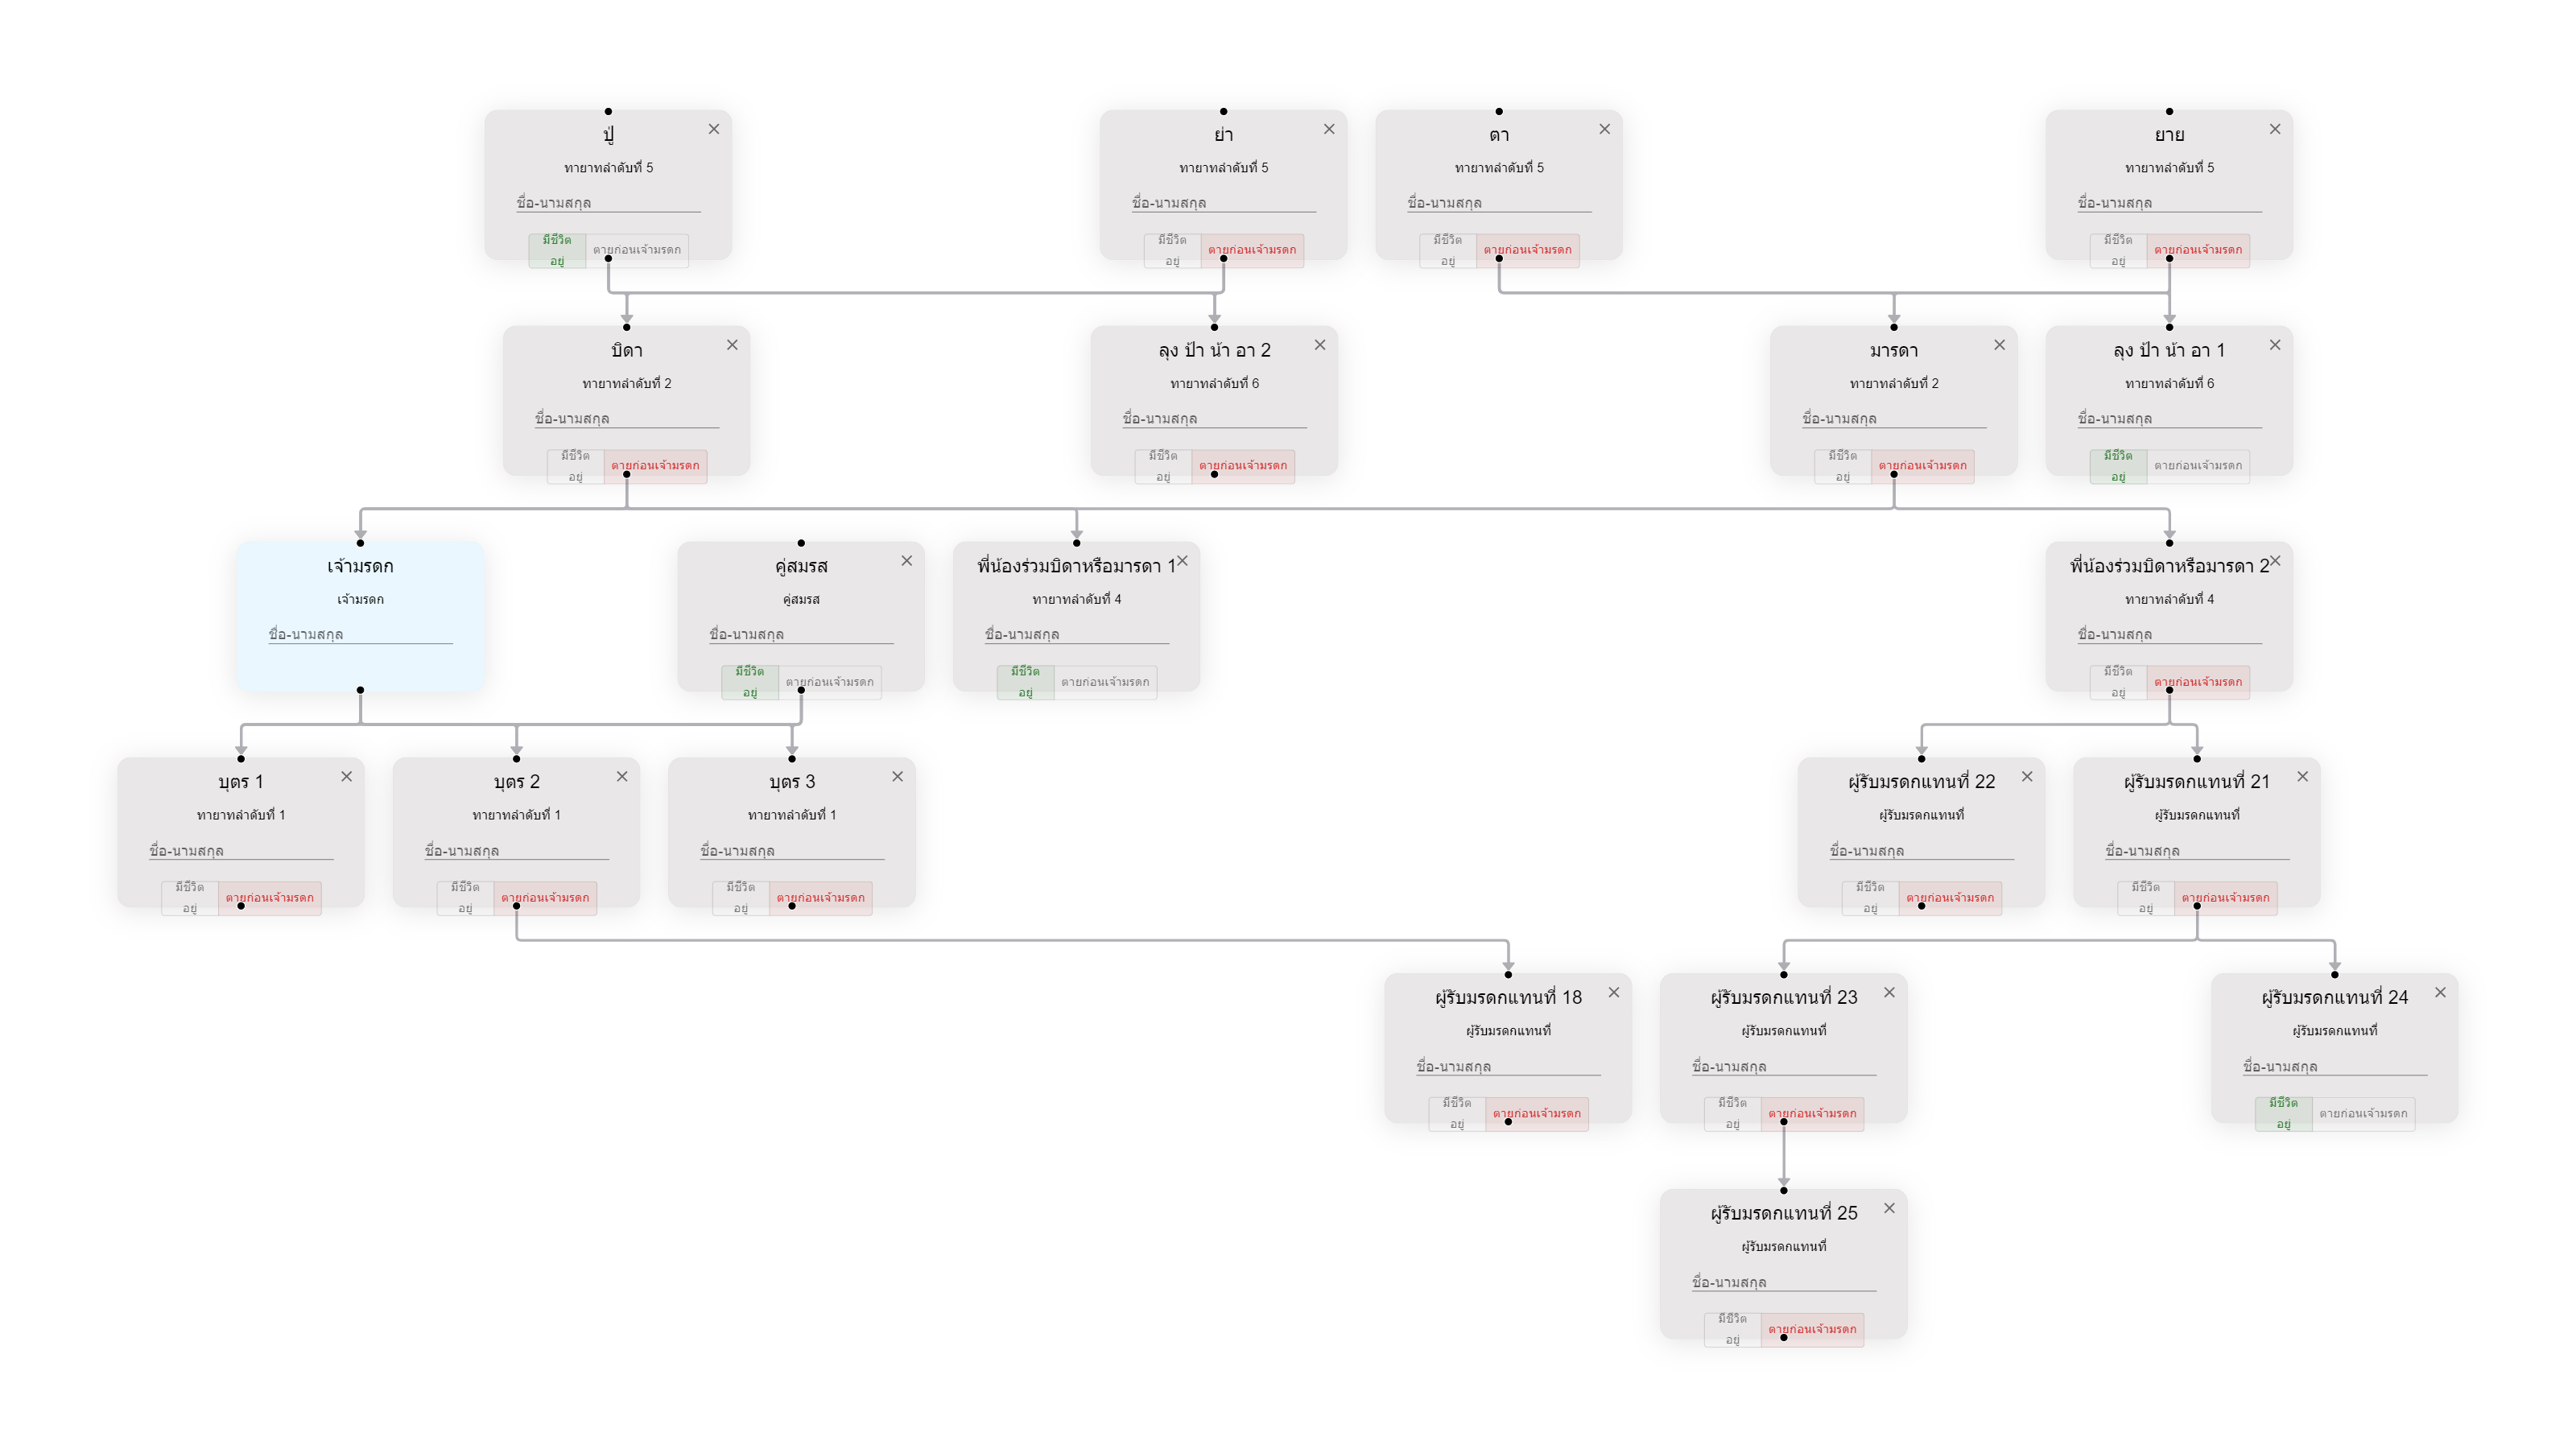 ปู่
ทายาทลำดับที่ 5
ชื่อ-นามสกุล
มีชีวิต
อยู่
ตายก่อนเจ้ามรดก
ย่า
ทายาทลำดับที่ 5
ชื่อ-นามสกุล
มีชีวิต
อยู่
ตายก่อนเจ้ามรดก
ตา
ทายาทลำดับที่ 5
ชื่อ-นามสกุล
มีชีวิต
อยู่
ตายก่อนเจ้ามรดก
ยาย
ทายาทลำดับที่ 5
ชื่อ-นามสกุล
มีชีวิต
อยู่
ตายก่อนเจ้ามรดก
บิดา
ทายาทลำดับที่ 2
ชื่อ-นามสกุล
มีชีวิต
อยู่
ตายก่อนเจ้ามรดก
ลุง ป้า น้า อา 2
ทายาทลำดับที่ 6
ชื่อ-นามสกุล
มีชีวิต
อยู่
ตายก่อนเจ้ามรดก
มารดา
ทายาทลำดับที่ 2
ชื่อ-นามสกุล
มีชีวิต
อยู่
ตายก่อนเจ้ามรดก
ลุง ป้า น้า อา 1
ทายาทลำดับที่ 6
ชื่อ-นามสกุล
มีชีวิต
อยู่
ตายก่อนเจ้ามรดก
เจ้ามรดก
เจ้ามรดก
ชื่อ-นามสกุล
คู่สมรส
คู่สมรส
ชื่อ-นามสกุล
มีชีวิต
อยู่
ตายก่อนเจ้ามรดก
พี่น้องร่วมบิดาหรือมารดา 1
ทายาทลำดับที่ 4
ชื่อ-นามสกุล
มีชีวิต
อยู่
ตายก่อนเจ้ามรดก
พี่น้องร่วมบิดาหรือมารดา 2
ทายาทลำดับที่ 4
ชื่อ-นามสกุล
มีชีวิต
อยู่
ตายก่อนเจ้ามรดก
บุตร 1
ทายาทลำดับที่ 1
ชื่อ-นามสกุล
มีชีวิต
อยู่
ตายก่อนเจ้ามรดก
บุตร 2
ทายาทลำดับที่ 1
ชื่อ-นามสกุล
มีชีวิต
อยู่
ตายก่อนเจ้ามรดก
บุตร 3
ทายาทลำดับที่ 1
ชื่อ-นามสกุล
มีชีวิต
อยู่
ตายก่อนเจ้ามรดก
ผู้รับมรดกแทนที่ 22
ผู้รับมรดกแทนที่
ชื่อ-นามสกุล
มีชีวิต
อยู่
ตายก่อนเจ้ามรดก
ผู้รับมรดกแทนที่ 21
ผู้รับมรดกแทนที่
ชื่อ-นามสกุล
มีชีวิต
อยู่
ตายก่อนเจ้ามรดก
ผู้รับมรดกแทนที่ 18
ผู้รับมรดกแทนที่
ชื่อ-นามสกุล
มีชีวิต
อยู่
ตายก่อนเจ้ามรดก
ผู้รับมรดกแทนที่ 23
ผู้รับมรดกแทนที่
ชื่อ-นามสกุล
มีชีวิต
อยู่
ตายก่อนเจ้ามรดก
ผู้รับมรดกแทนที่ 24
ผู้รับมรดกแทนที่
ชื่อ-นามสกุล
มีชีวิต
อยู่
ตายก่อนเจ้ามรดก
ผู้รับมรดกแทนที่ 25
ผู้รับมรดกแทนที่
ชื่อ-นามสกุล
มีชีวิต
อยู่
ตายก่อนเจ้ามรดก